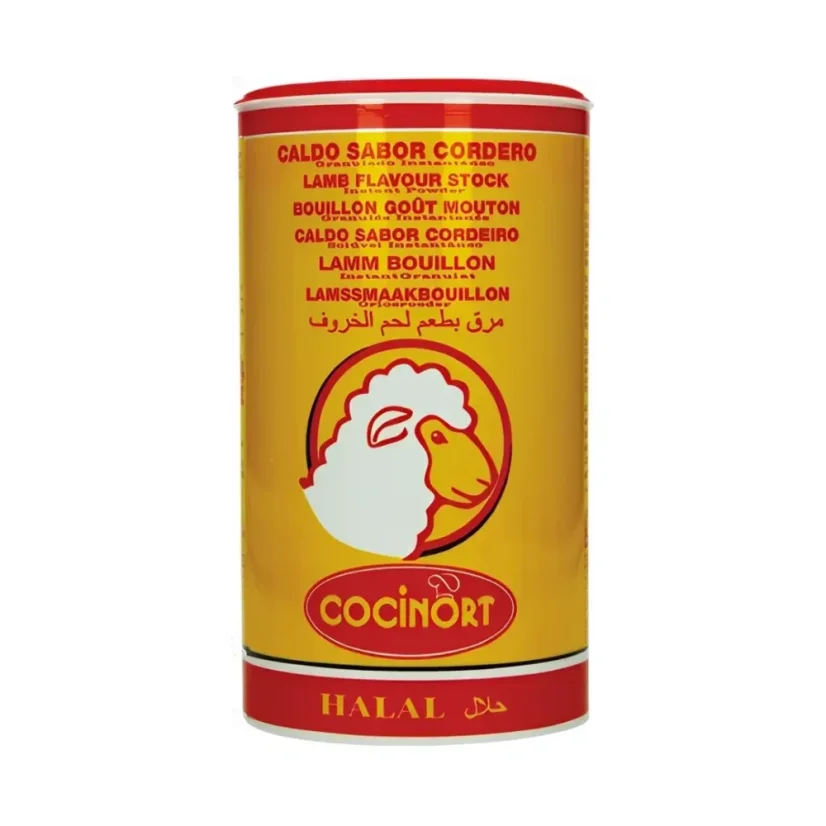 CALDO SABOR CORDERO
Granulado Instantáneo
LAMB FLAVOUR STOCK
Instant Powder
BOUILLON GOÛT MOUTON
Granulés Instantanés
CALDO SABOR CORDEIRO
Solúvel Instantâneo
LAMM BOUILLON
Instant Granulat
LAMSSMAAKBOUILLON
مرق بطعم لحم الخروف
COCINORT
HALAL حلال